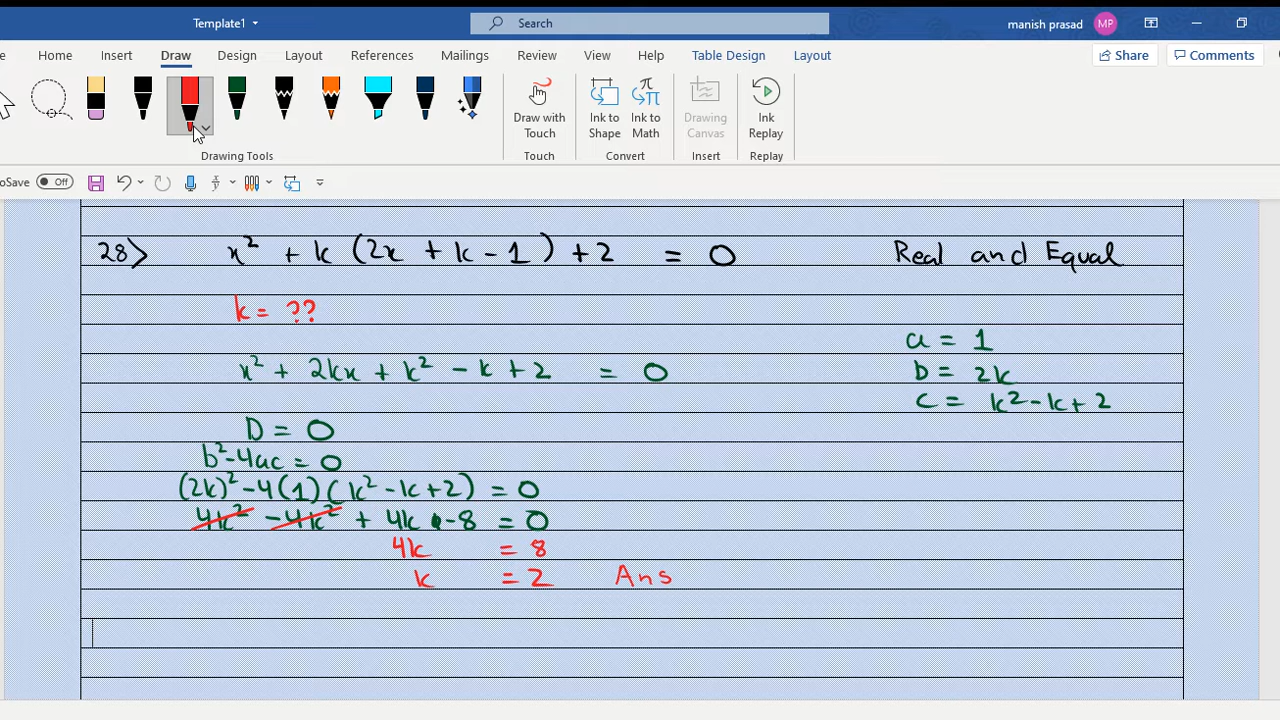 Template1
Search
manish prasad
MP
Home Insert Draw Design Layout References Mailings Review View Help Table Design Layout
Share
Comments
Draw with Touch
Ink to Shape
Ink to Math
Drawing Canvas
Ink Replay
Drawing Tools
Touch
Convert
Insert
Replay
oSave
Off
28> x² + k (2x + k - 1) + 2 = 0 Real and Equal
k = ??
a = 1
x² + 2kx + k² - k + 2 = 0
b = 2k
c = k² - k + 2
D = 0
b² - 4ac = 0
(2k)² - 4(1)(k² - k + 2) = 0
4k² - 4k² + 4k - 8 = 0
4k = 8
k = 2 Ans